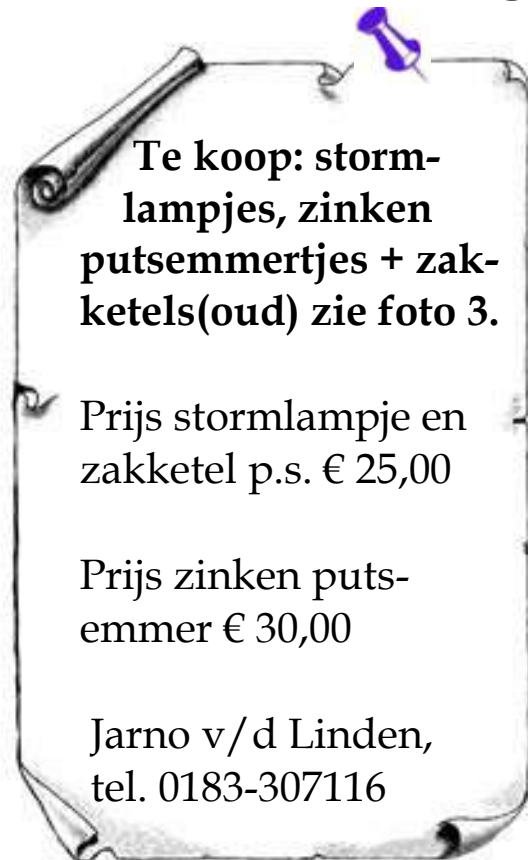 Te koop: storm-
lampjes, zinken
putsemmertjes + zak-
ketels(oud) zie foto 3.
Prijs stormlampje en
zakketel p.s. € 25,00
Prijs zinken puts-
emmer € 30,00
Jarno v/d Linden,
tel. 0183-307116